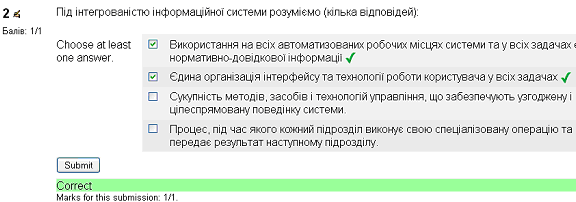 2
Під інтегрованістю інформаційної системи розуміємо (кілька відповідей):
Балів: 1/1
Choose at least one answer.
Використання на всіх автоматизованих робочих місцях системи та у всіх задачах
нормативно-довідкової інформації
Єдина організація інтерфейсу та технології роботи користувача у всіх задачах
Сукупність методів, засобів і технологій управління, що забезпечують узгоджену і
цілеспрямовану поведінку системи.
Процес, під час якого кожний підрозділ виконує свою спеціалізовану операцію та
передає результат наступному підрозділу.
Submit
Correct
Marks for this submission: 1/1.